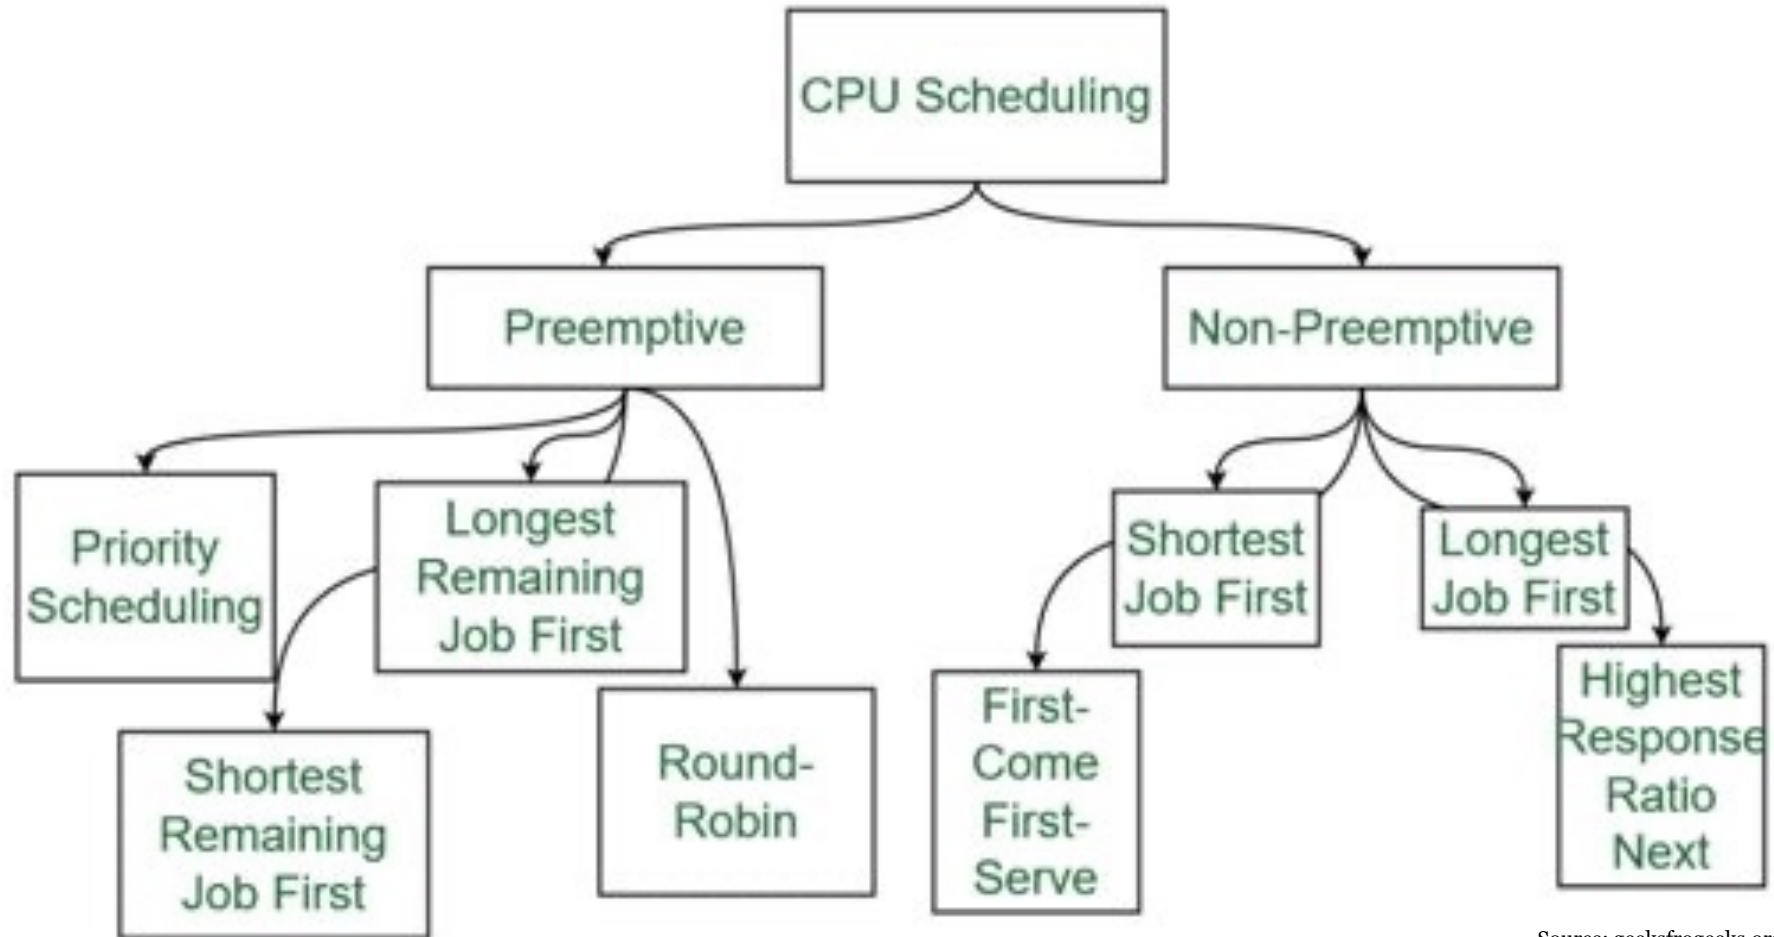 CPU Scheduling
Preemptive
Non-Preemptive
Priority
Scheduling
Longest
Remaining
Job First
Shortest
Job First
Longest
Job First
Shortest
Remaining
Job First
Round-
Robin
First-
Come
First-
Serve
Highest
Response
Ratio
Next